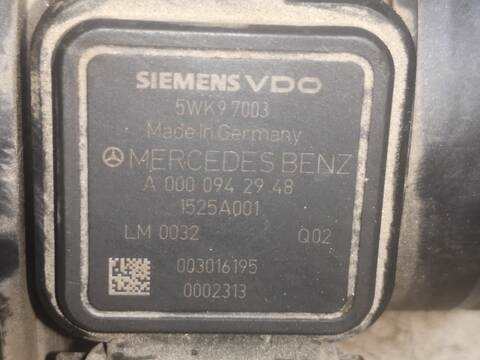 SIEMENS VDO
5WK9 7003
Made In Germany
MERCEDES BENZ
A 000 094 29 48
1525A001
LM 0032 Q02
003016195
0002313